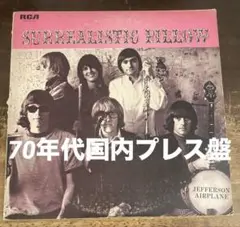 RCA
SURREALISTIC PILLOW
70年代国内プレス盤
JEFFERSON
AIRPLANE